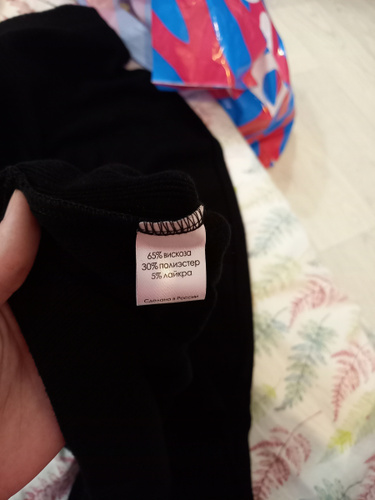 65% вискоза
30% полиэстер
5% лайкра
Сделано в России